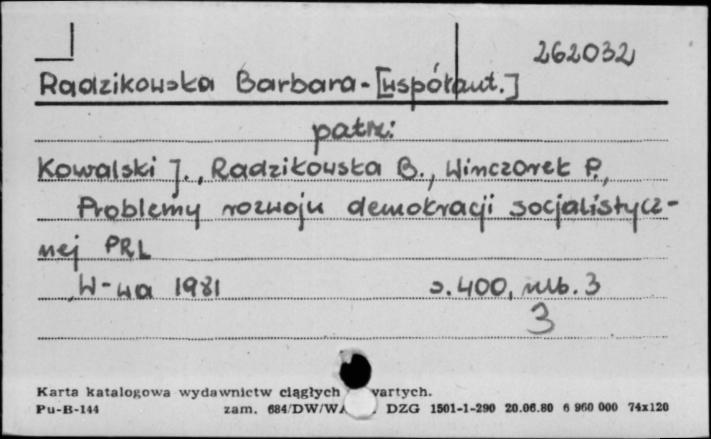 262032
Radzikowska Barbara - [współaut.]
patrz:
Kowalski J., Radzikowska B., Winczorek P.,
Problemy rozwoju demokracji socjalistycz-
nej PRL
W-wa 1981 s. 400, nlb. 3
3
Karta katalogowa wydawnictw ciągłych wartych.
Pu-B-144 zam. 684/DW/W/ DZG 1501-1-290 20.06.80 6 960 000 74x120